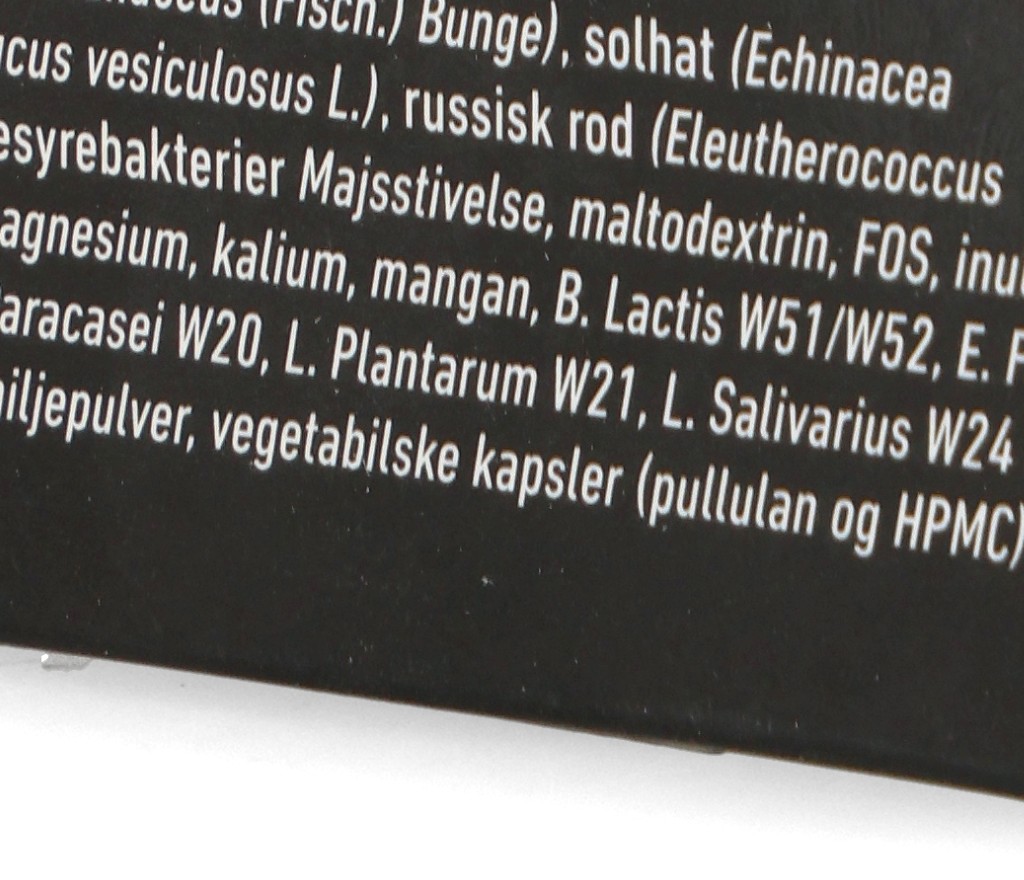 (Fisch.) Bunge), solhat (Echinacea
vesiculosus L.), russisk rod (Eleutherococcus
Majsstivelse, maltodextrin, FOS,
kalium, mangan, B. Lactis W51/W52, E.
W20, L. Plantarum W21, L. Salivarius W24
vegetabilske kapsler (pullulan og HPMC)